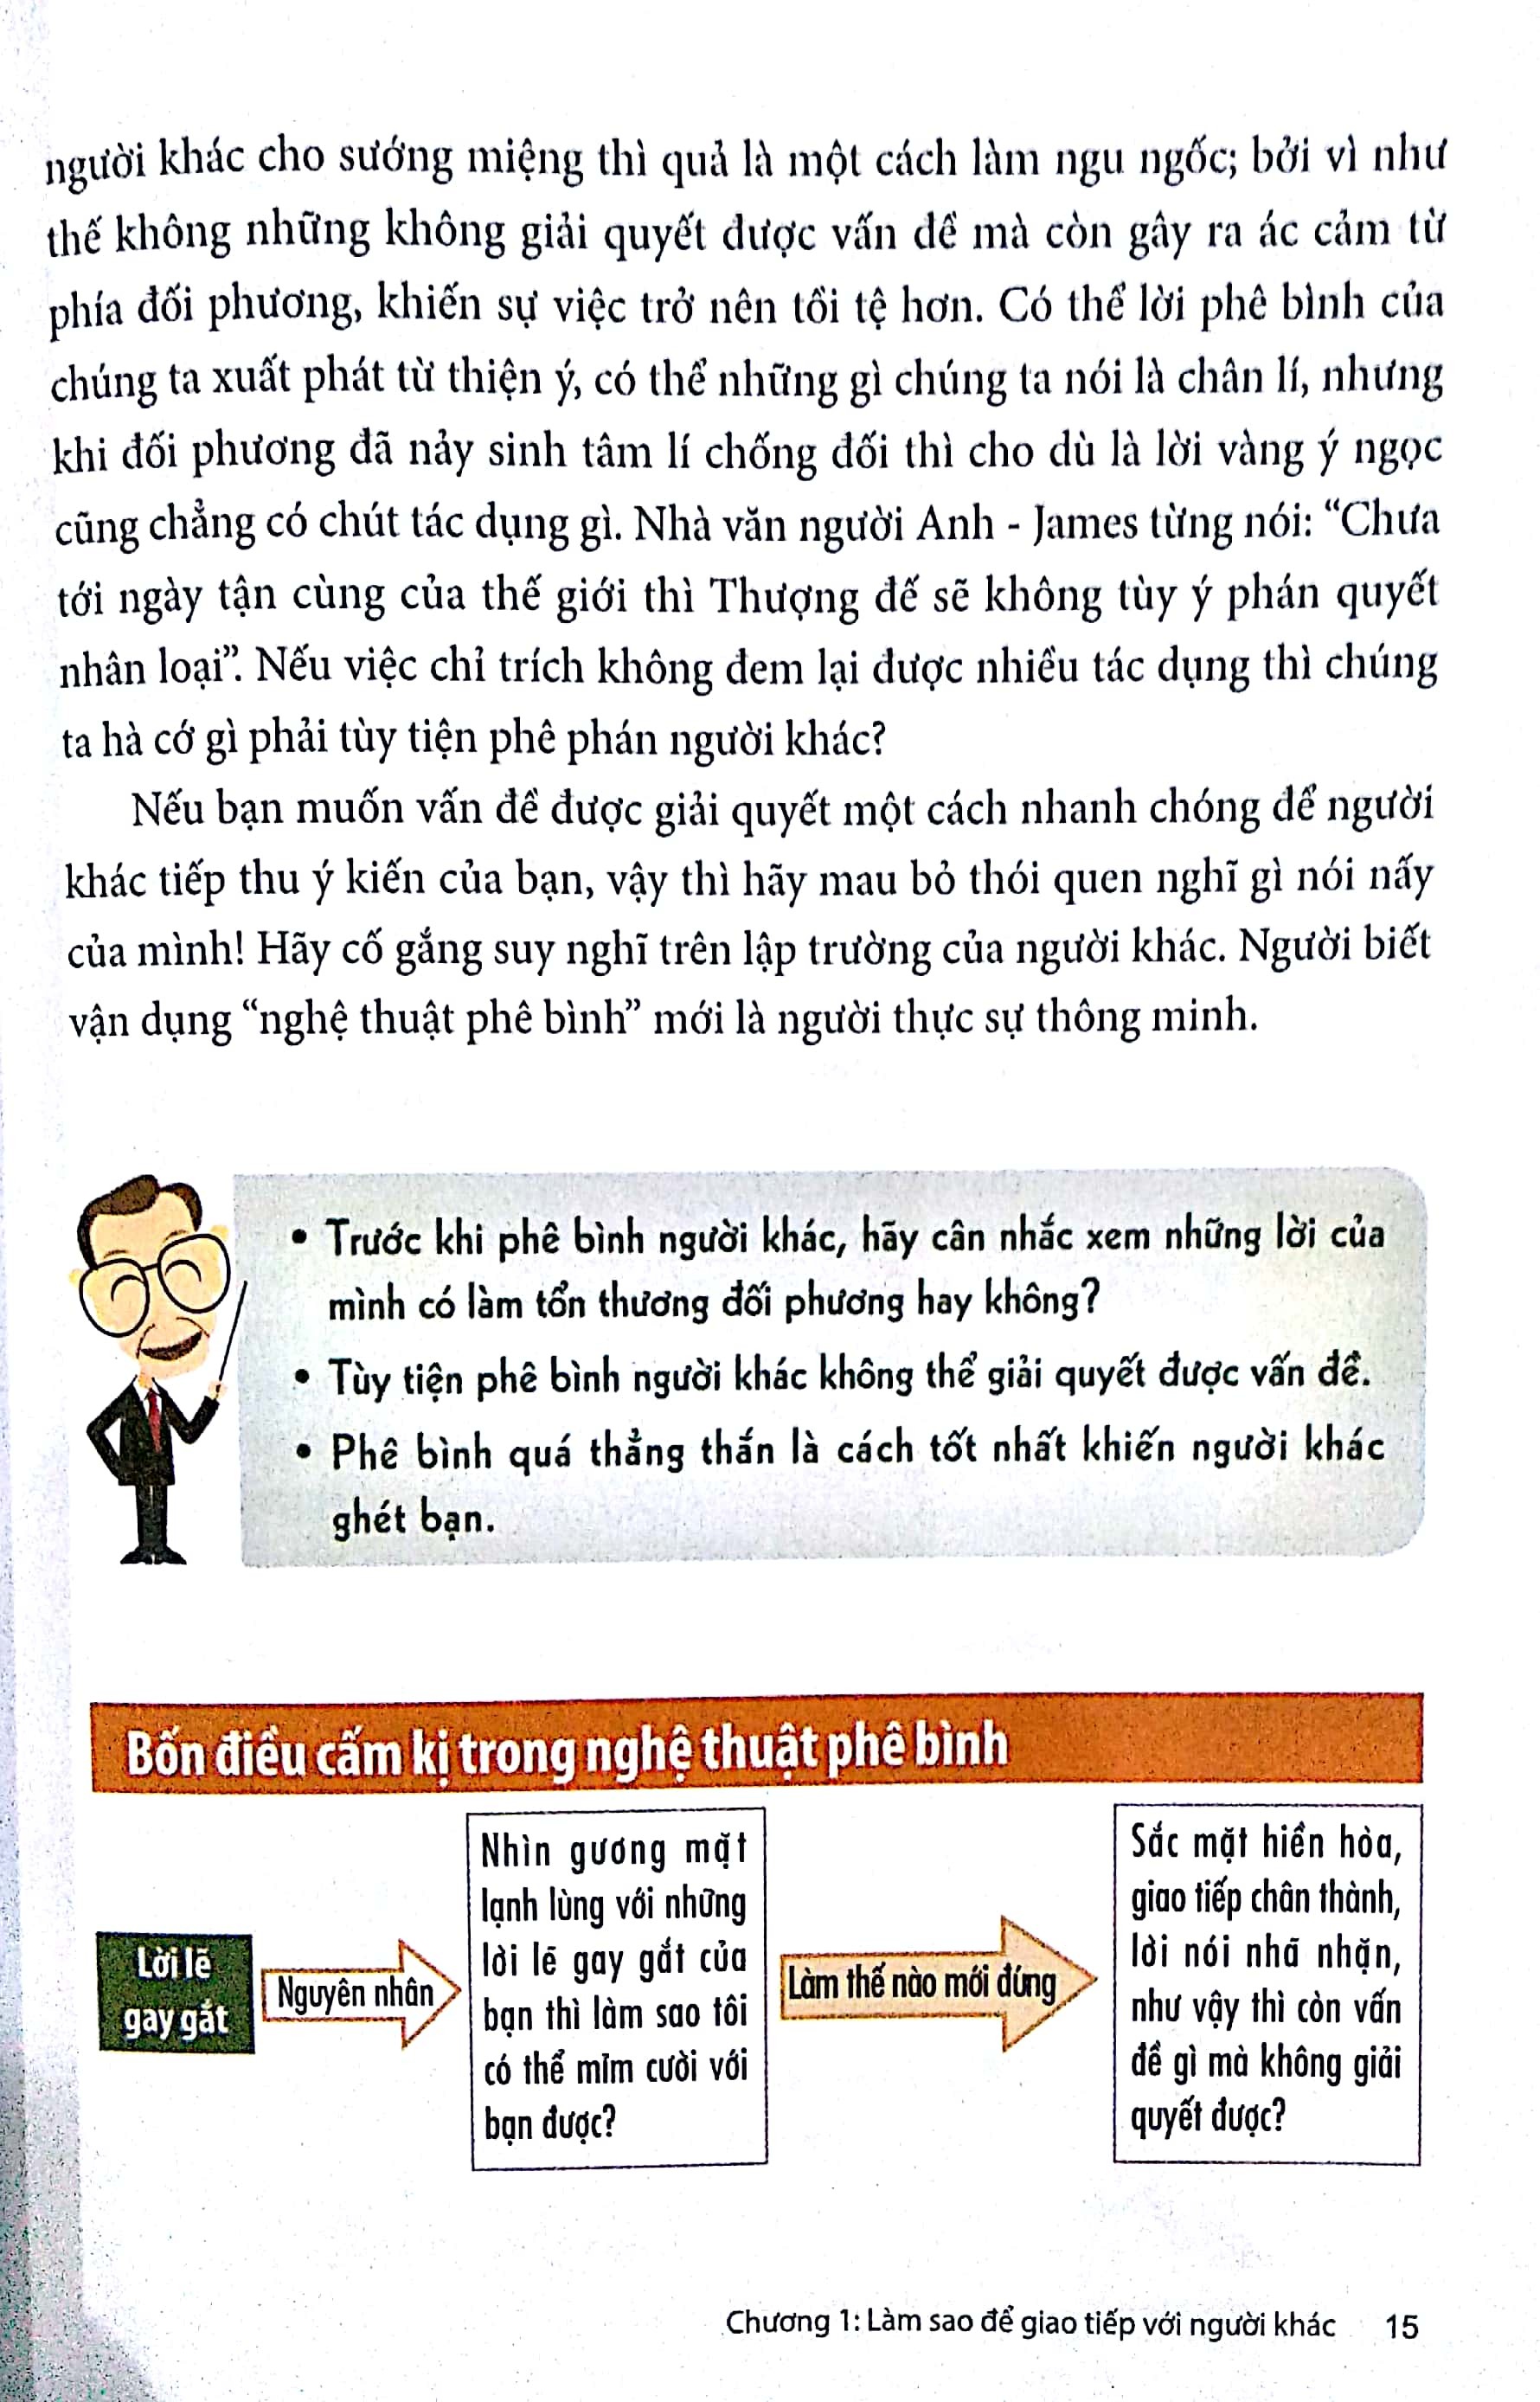 người khác cho sướng miệng thì quả là một cách làm ngu ngốc; bởi vì như
thế không những không giải quyết được vấn đề mà còn gây ra ác cảm từ
phía đối phương, khiến sự việc trở nên tồi tệ hơn. Có thể lời phê bình của
chúng ta xuất phát từ thiện ý, có thể những gì chúng ta nói là chân lí, nhưng
khi đối phương đã nảy sinh tâm lí chống đối thì cho dù là lời vàng ý ngọc
cũng chẳng có chút tác dụng gì. Nhà văn người Anh - James từng nói: “Chưa
tới ngày tận cùng của thế giới thì Thượng đế sẽ không tùy ý phán quyết
nhân loại”. Nếu việc chỉ trích không đem lại được nhiều tác dụng thì chúng
ta hà cớ gì phải tùy tiện phê phán người khác?
Nếu bạn muốn vấn đề được giải quyết một cách nhanh chóng để người
khác tiếp thu ý kiến của bạn, vậy thì hãy mau bỏ thói quen nghĩ gì nói nấy
của mình! Hãy cố gắng suy nghĩ trên lập trường của người khác. Người biết
vận dụng “nghệ thuật phê bình” mới là người thực sự thông minh.
• Trước khi phê bình người khác, hãy cân nhắc xem những lời của
mình có làm tổn thương đối phương hay không?
• Tùy tiện phê bình người khác không thể giải quyết được vấn đề.
• Phê bình quá thẳng thắn là cách tốt nhất khiến người khác
ghét bạn.
Bốn điều cấm kị trong nghệ thuật phê bình
Lời lẽ
gay gắt
Nguyên nhân
Nhìn gương mặt
lạnh lùng với những
lời lẽ gay gắt của
bạn thì làm sao tôi
có thể mỉm cười với
bạn được?
Làm thế nào mới đúng
Sắc mặt hiền hòa,
giao tiếp chân thành,
lời nói nhã nhặn,
như vậy thì còn vấn
đề gì mà không giải
quyết được?
Chương 1: Làm sao để giao tiếp với người khác 15